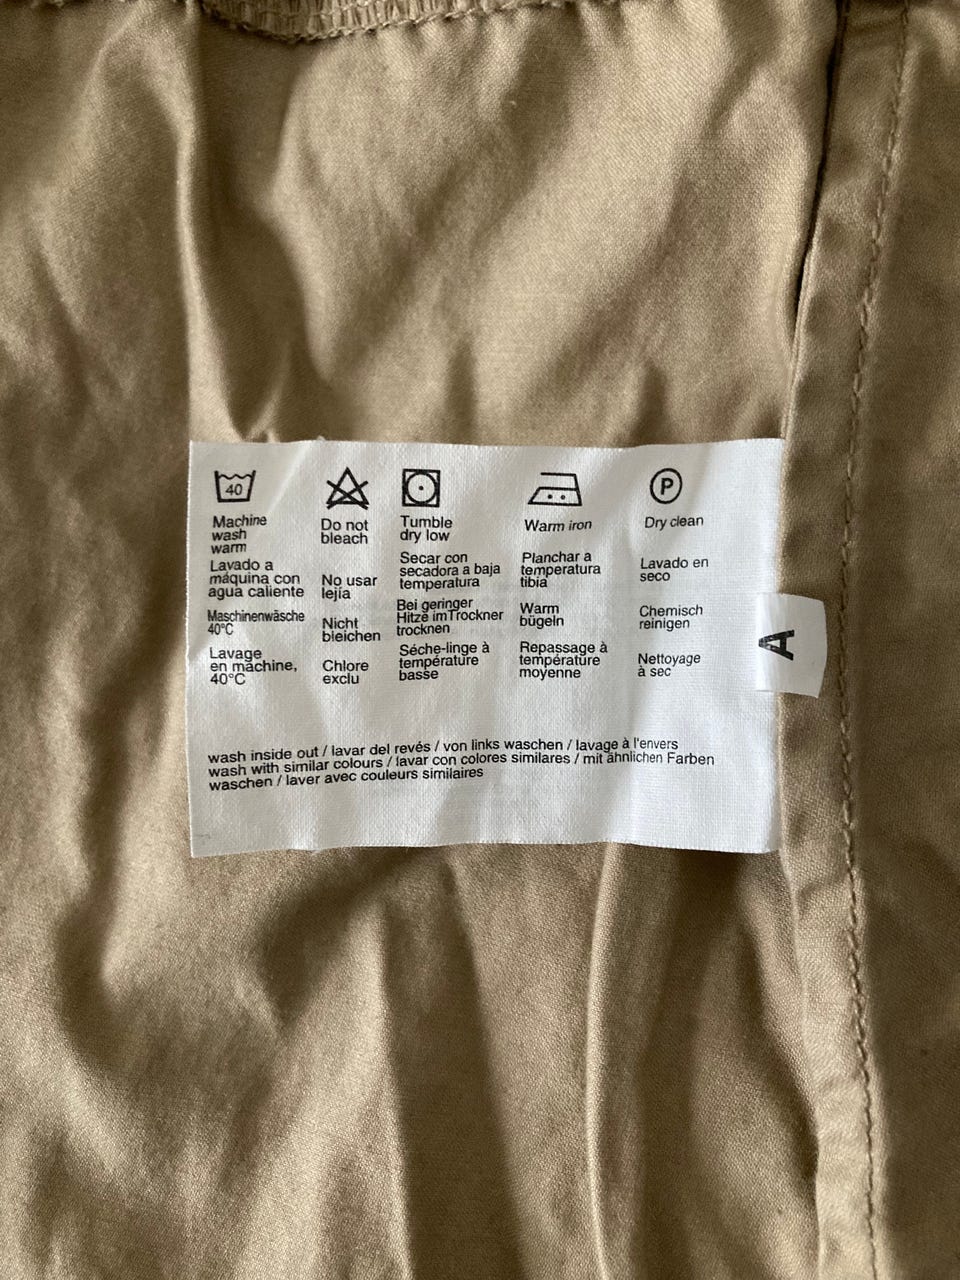 40
P
Machine
wash
warm
Do not
bleach
Tumble
dry low
Warm iron
Dry clean
Lavado a
máquina con
agua caliente
No usar
lejía
Secar con
secadora a baja
temperatura
Planchar a
temperatura
tibia
Lavado en
seco
Maschinenwäsche
40°C
Nicht
bleichen
Bei geringer
Hitze imTrockner
trocknen
Warm
bügeln
Chemisch
reinigen
Lavage
en machine,
40°C
Chlore
exclu
Séche-linge à
température
basse
Repassage à
température
moyenne
Nettoyage
à sec
A
wash inside out / lavar del revés / von links waschen / lavage à l'envers
wash with similar colours / lavar con colores similares / mit ähnlichen Farben
waschen / laver avec couleurs similaires